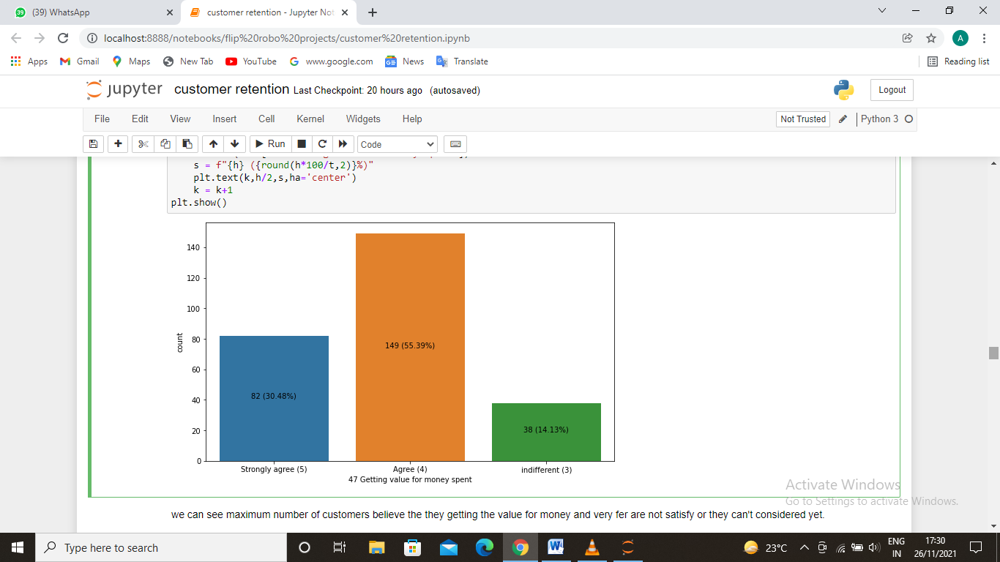 (39) WhatsApp
customer retention - Jupyter Not
localhost:8888/notebooks/flip%20robo%20projects/customer%20retention.ipynb
A
Apps Gmail Maps New Tab YouTube www.google.com News Translate Reading list
jupyter customer retention Last Checkpoint: 20 hours ago (autosaved) Logout
File Edit View Insert Cell Kernel Widgets Help Not Trusted Python 3
Run Code
s = f"{h} ({round(h*100/t,2)}%)"
plt.text(k,h/2,s,ha='center')
k = k+1
plt.show()
140
120
100
80
60
40
20
0
count
149 (55.39%)
82 (30.48%)
38 (14.13%)
Strongly agree (5) Agree (4) indifferent (3)
47 Getting value for money spent
Activate Windows
Go to Settings to activate Windows.
we can see maximum number of customers believe the they getting the value for money and very fer are not satisfy or they can't considered yet.
Type here to search
23°C
ENG
IN
17:30
26/11/2021